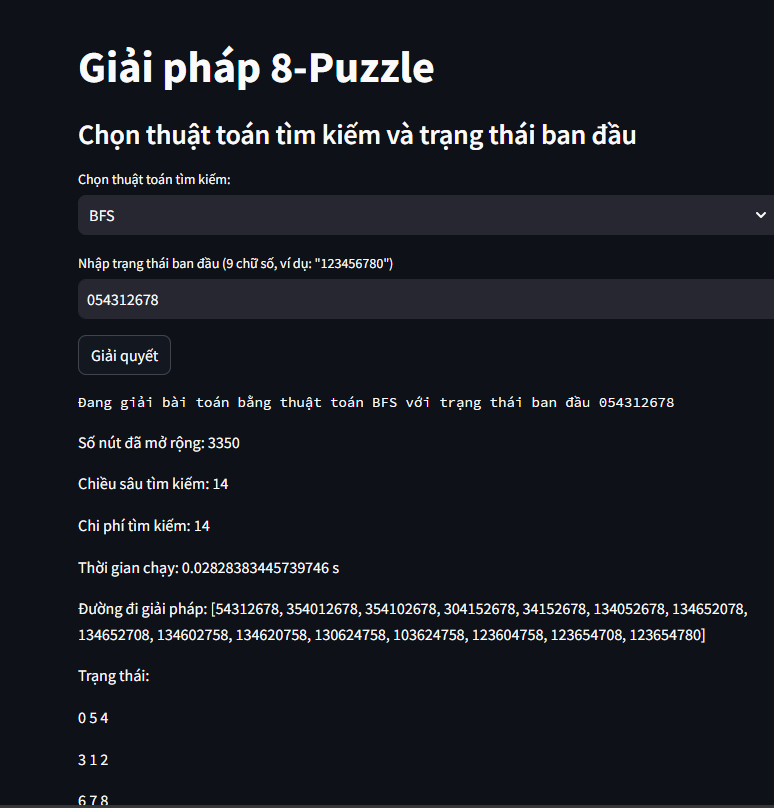 Giải pháp 8-Puzzle
Chọn thuật toán tìm kiếm và trạng thái ban đầu
Chọn thuật toán tìm kiếm:
BFS
Nhập trạng thái ban đầu (9 chữ số, ví dụ: "123456780")
054312678
Giải quyết
Đang giải bài toán bằng thuật toán BFS với trạng thái ban đầu 054312678
Số nút đã mở rộng: 3350
Chiều sâu tìm kiếm: 14
Chi phí tìm kiếm: 14
Thời gian chạy: 0.02828383445739746 s
Đường đi giải pháp: [54312678, 354012678, 354102678, 304152678, 34152678, 134052678, 134652078,
134652708, 134602758, 134620758, 130624758, 103624758, 123604758, 123654708, 123654780]
Trạng thái:
0 5 4
3 1 2
6 7 8